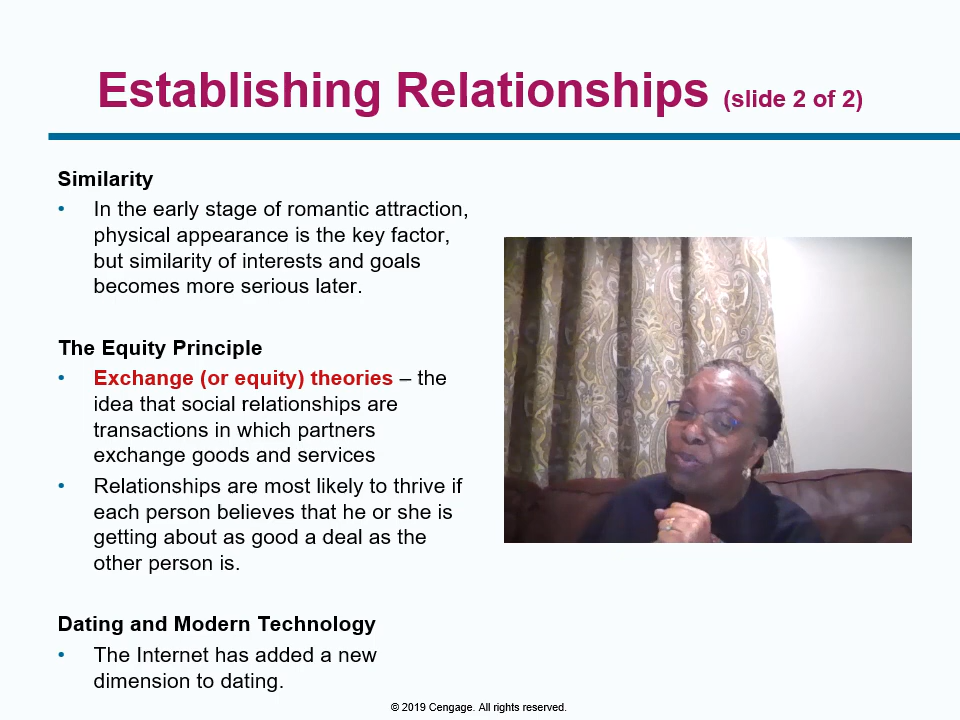 Establishing Relationships (slide 2 of 2)
Similarity
• In the early stage of romantic attraction,
physical appearance is the key factor,
but similarity of interests and goals
becomes more serious later.
The Equity Principle
• Exchange (or equity) theories – the
idea that social relationships are
transactions in which partners
exchange goods and services
• Relationships are most likely to thrive if
each person believes that he or she is
getting about as good a deal as the
other person is.
Dating and Modern Technology
• The Internet has added a new
dimension to dating.
© 2019 Cengage. All rights reserved.